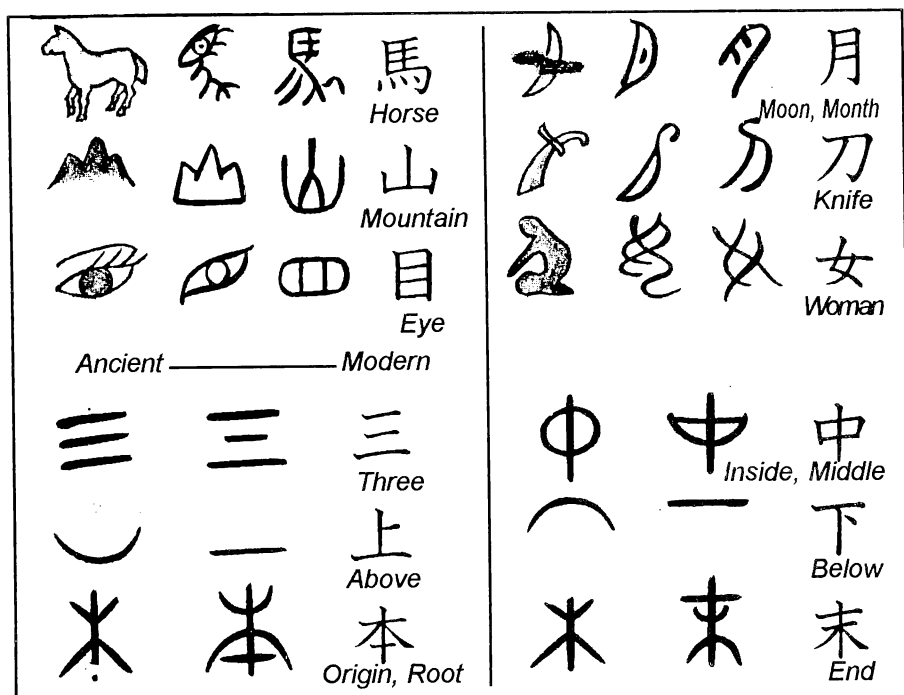 馬
Horse
山
Mountain
目
Eye
Ancient Modern
三
Three
上
Above
本
Origin, Root
月
Moon, Month
刀
Knife
女
Woman
中
Inside, Middle
下
Below
末
End